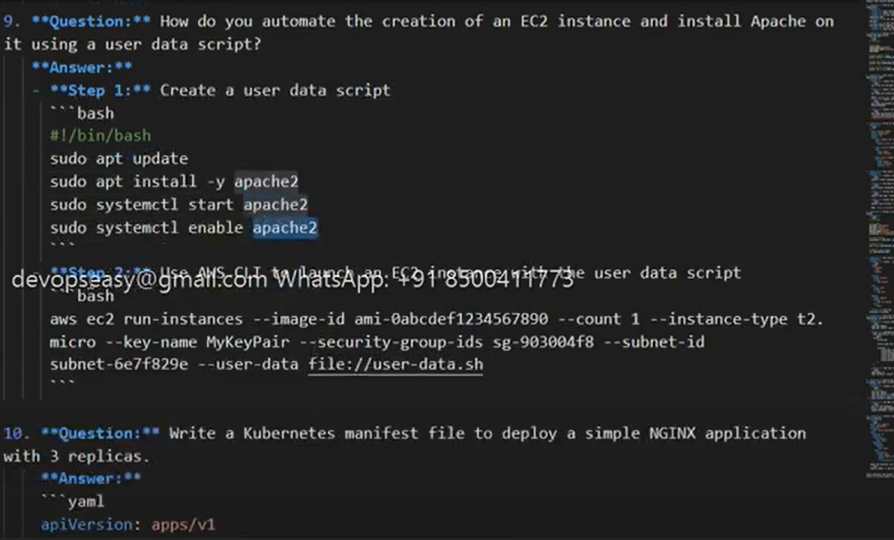 9. **Question:** How do you automate the creation of an EC2 instance and install Apache on
it using a user data script?
**Answer:**
- **Step 1:** Create a user data script
```bash
#!/bin/bash
sudo apt update
sudo apt install -y apache2
sudo systemctl start apache2
sudo systemctl enable apache2
```
- **Step 2:** Use AWS CLI to launch an EC2 instance with the user data script
devopseasy@gmail.com WhatsApp: +91 8500411773
```bash
aws ec2 run-instances --image-id ami-0abcdef1234567890 --count 1 --instance-type t2.
micro --key-name MyKeyPair --security-group-ids sg-903004f8 --subnet-id
subnet-6e7f829e --user-data file://user-data.sh
```
10. **Question:** Write a Kubernetes manifest file to deploy a simple NGINX application
with 3 replicas.
**Answer:**
```yaml
apiVersion: apps/v1